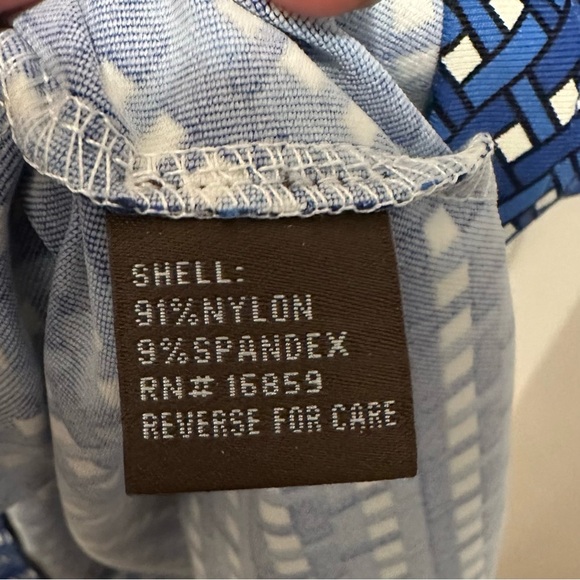 SHELL:
91%NYLON
9%SPANDEX
RN# 16859
REVERSE FOR CARE